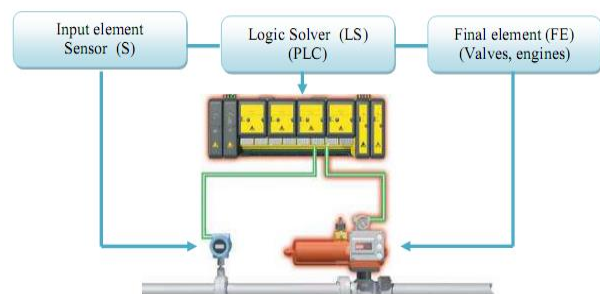 Input element
Sensor (S)
Logic Solver (LS)
(PLC)
Final element (FE)
(Valves, engines)